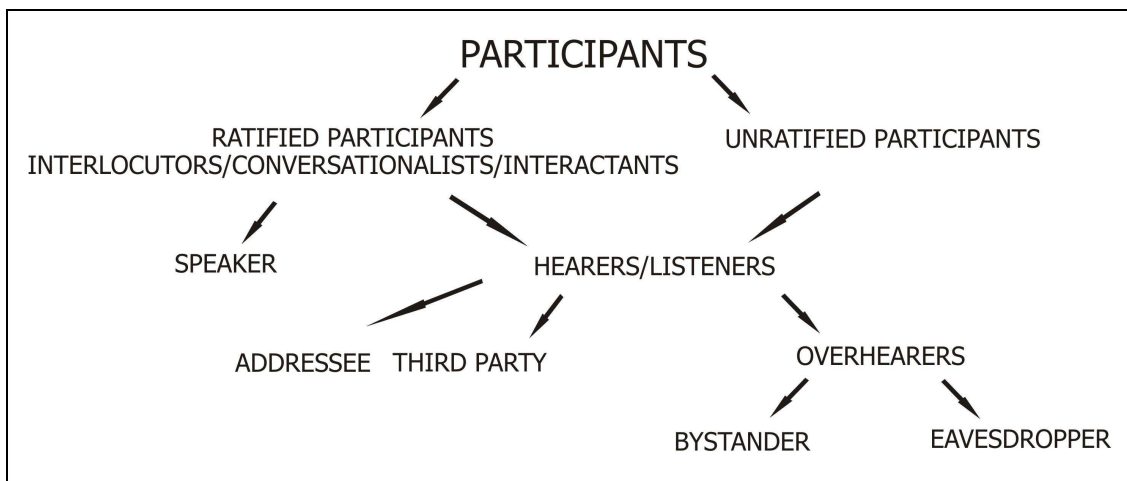 PARTICIPANTS
RATIFIED PARTICIPANTS
INTERLOCUTORS/CONVERSATIONALISTS/INTERACTANTS
UNRATIFIED PARTICIPANTS
SPEAKER
HEARERS/LISTENERS
ADDRESSEE
THIRD PARTY
OVERHEARERS
BYSTANDER
EAVESDROPPER